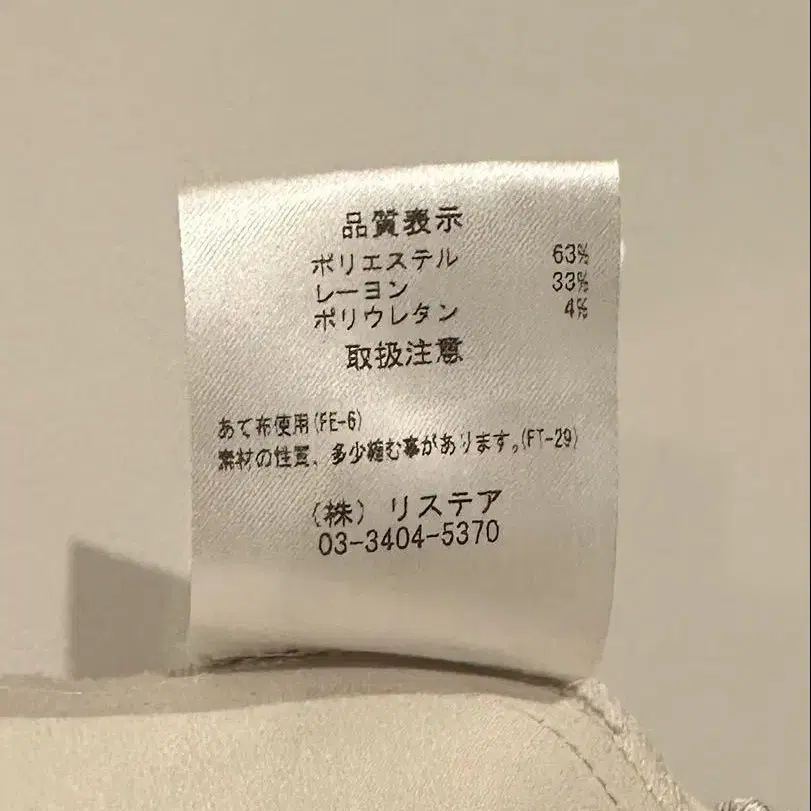 品質表示
ポリエステル 63%
レーヨン 33%
ポリウレタン 4%
取扱注意
あて布使用(FE-6)
素材の性質、多少縮む事があります。(FT-29)
(株) リステア
03-3404-5370